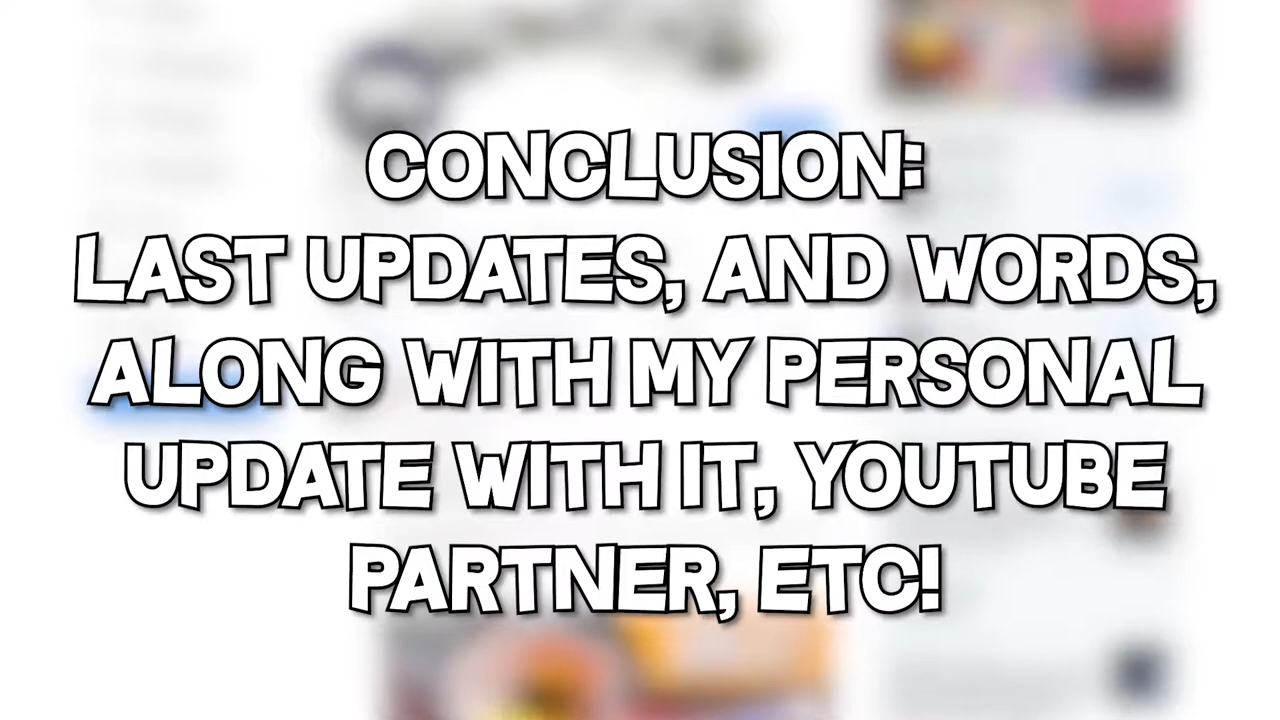 CONCLUSION:
LAST UPDATES, AND WORDS,
ALONG WITH MY PERSONAL
UPDATE WITH IT, YOUTUBE
PARTNER, ETC!